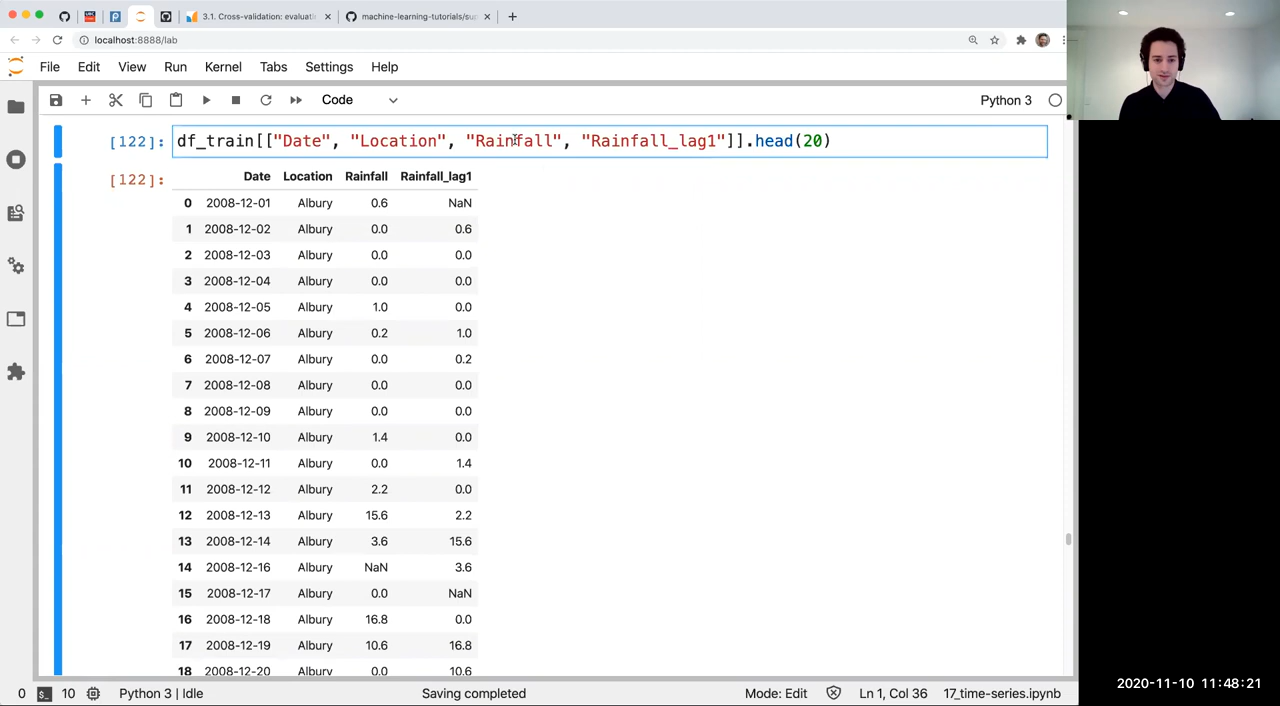 3.1. Cross-validation: evaluati
machine-learning-tutorials/sup
localhost:8888/lab
File Edit View Run Kernel Tabs Settings Help
Code
Python 3
[122]: df_train[["Date", "Location", "Rainfall", "Rainfall_lag1"]].head(20)
[122]:
Date Location Rainfall Rainfall_lag1
0 2008-12-01 Albury 0.6 NaN
1 2008-12-02 Albury 0.0 0.6
2 2008-12-03 Albury 0.0 0.0
3 2008-12-04 Albury 0.0 0.0
4 2008-12-05 Albury 1.0 0.0
5 2008-12-06 Albury 0.2 1.0
6 2008-12-07 Albury 0.0 0.2
7 2008-12-08 Albury 0.0 0.0
8 2008-12-09 Albury 0.0 0.0
9 2008-12-10 Albury 1.4 0.0
10 2008-12-11 Albury 0.0 1.4
11 2008-12-12 Albury 2.2 0.0
12 2008-12-13 Albury 15.6 2.2
13 2008-12-14 Albury 3.6 15.6
14 2008-12-16 Albury NaN 3.6
15 2008-12-17 Albury 0.0 NaN
16 2008-12-18 Albury 16.8 0.0
17 2008-12-19 Albury 10.6 16.8
18 2008-12-20 Albury 0.0 10.6
0 10 Python 3 | Idle Saving completed Mode: Edit Ln 1, Col 36 17_time-series.ipynb
2020-11-10 11:48:21